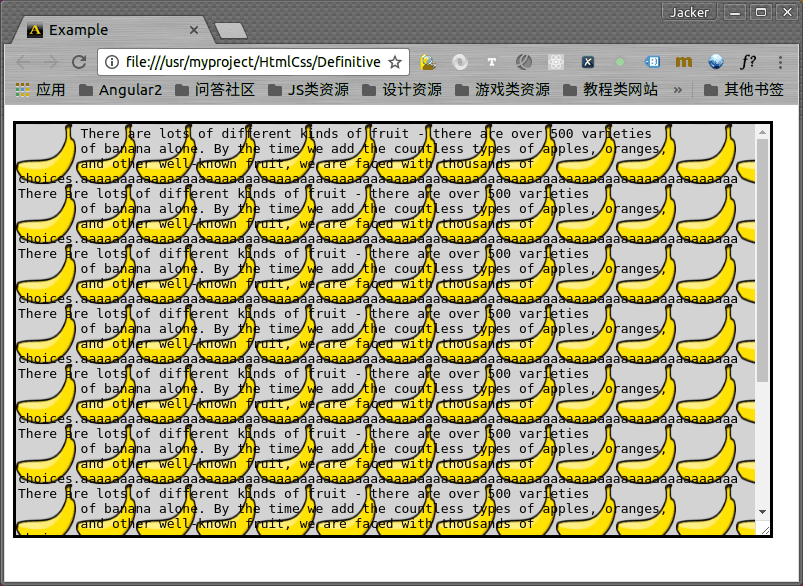 Jacker
Example
file:///usr/myproject/HtmlCss/Definitive
应用 Angular2 问答社区 JS类资源 设计资源 游戏类资源 教程类网站 » 其他书签
There are lots of different kinds of fruit - there are over 500 varieties
of banana alone. By the time we add the countless types of apples, oranges,
and other well-known fruit, we are faced with thousands of
choices.aaaaaaaaaaaaaaaaaaaaaaaaaaaaaaaaaaaaaaaaaaaaaaaaaaaaaaaaaaaaaaaaaaaaaaaaaaaaaaaaaaaa
There are lots of different kinds of fruit - there are over 500 varieties
of banana alone. By the time we add the countless types of apples, oranges,
and other well-known fruit, we are faced with thousands of
choices.aaaaaaaaaaaaaaaaaaaaaaaaaaaaaaaaaaaaaaaaaaaaaaaaaaaaaaaaaaaaaaaaaaaaaaaaaaaaaaaaaaaa
There are lots of different kinds of fruit - there are over 500 varieties
of banana alone. By the time we add the countless types of apples, oranges,
and other well-known fruit, we are faced with thousands of
choices.aaaaaaaaaaaaaaaaaaaaaaaaaaaaaaaaaaaaaaaaaaaaaaaaaaaaaaaaaaaaaaaaaaaaaaaaaaaaaaaaaaaa
There are lots of different kinds of fruit - there are over 500 varieties
of banana alone. By the time we add the countless types of apples, oranges,
and other well-known fruit, we are faced with thousands of
choices.aaaaaaaaaaaaaaaaaaaaaaaaaaaaaaaaaaaaaaaaaaaaaaaaaaaaaaaaaaaaaaaaaaaaaaaaaaaaaaaaaaaa
There are lots of different kinds of fruit - there are over 500 varieties
of banana alone. By the time we add the countless types of apples, oranges,
and other well-known fruit, we are faced with thousands of
choices.aaaaaaaaaaaaaaaaaaaaaaaaaaaaaaaaaaaaaaaaaaaaaaaaaaaaaaaaaaaaaaaaaaaaaaaaaaaaaaaaaaaa
There are lots of different kinds of fruit - there are over 500 varieties
of banana alone. By the time we add the countless types of apples, oranges,
and other well-known fruit, we are faced with thousands of
choices.aaaaaaaaaaaaaaaaaaaaaaaaaaaaaaaaaaaaaaaaaaaaaaaaaaaaaaaaaaaaaaaaaaaaaaaaaaaaaaaaaaaa
There are lots of different kinds of fruit - there are over 500 varieties
of banana alone. By the time we add the countless types of apples, oranges,
and other well-known fruit, we are faced with thousands of